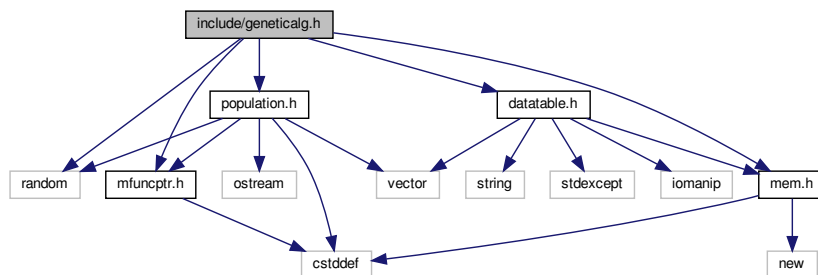 include/geneticalg.h
population.h
datatable.h
random
mfuncptr.h
ostream
vector
string
stdexcept
iomanip
mem.h
cstddef
new